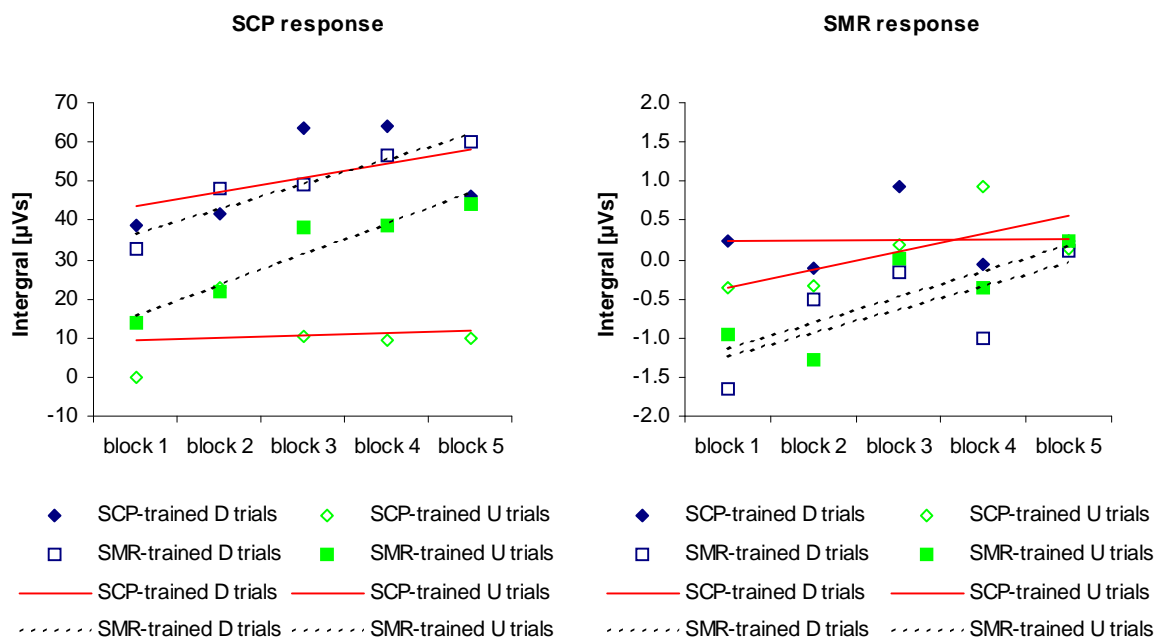 SCP response
Intergral [µVs]
70
60
50
40
30
20
10
0
-10
block 1 block 2 block 3 block 4 block 5
SCP-trained D trials SCP-trained U trials
SMR-trained D trials SMR-trained U trials
SCP-trained D trials SCP-trained U trials
SMR-trained D trials SMR-trained U trials
SMR response
Intergral [µVs]
2.0
1.5
1.0
0.5
0.0
-0.5
-1.0
-1.5
-2.0
block 1 block 2 block 3 block 4 block 5
SCP-trained D trials SCP-trained U trials
SMR-trained D trials SMR-trained U trials
SCP-trained D trials SCP-trained U trials
SMR-trained D trials SMR-trained U trials